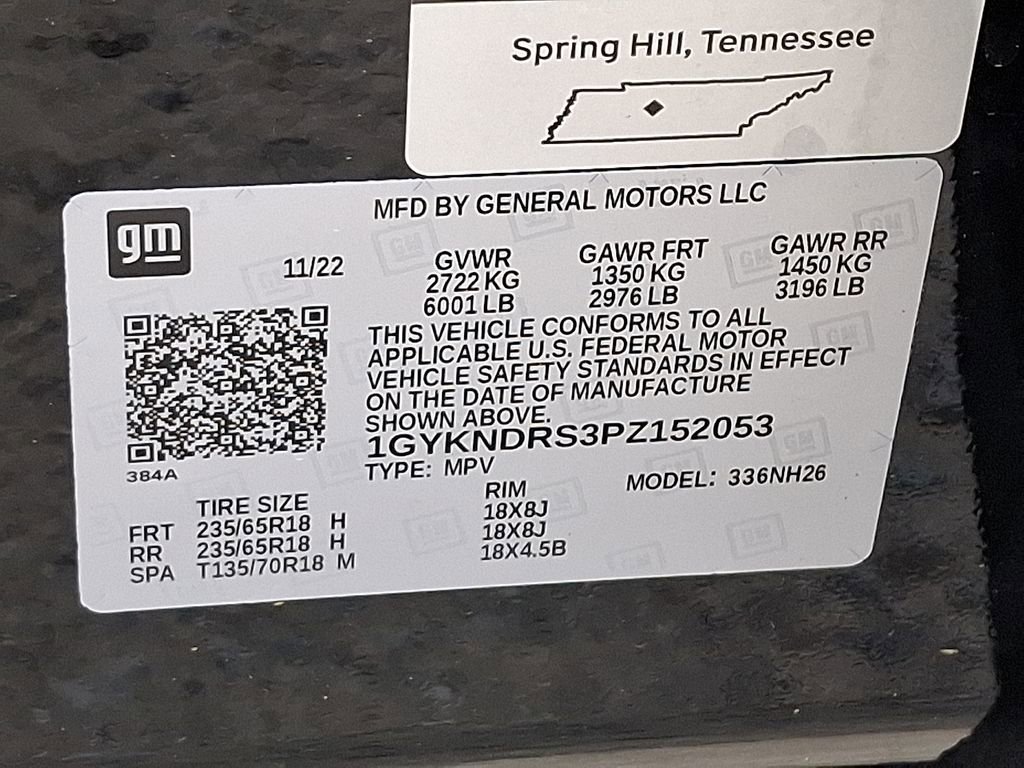 Spring Hill, Tennessee
gm
MFD BY GENERAL MOTORS LLC
11/22
GVWR GAWR FRT GAWR RR
2722 KG 1350 KG 1450 KG
6001 LB 2976 LB 3196 LB
THIS VEHICLE CONFORMS TO ALL
APPLICABLE U.S. FEDERAL MOTOR
VEHICLE SAFETY STANDARDS IN EFFECT
ON THE DATE OF MANUFACTURE
SHOWN ABOVE.
1GYKNDRS3PZ152053
384A
TYPE: MPV MODEL: 336NH26
TIRE SIZE RIM
FRT 235/65R18 H 18X8J
RR 235/65R18 H 18X8J
SPA T135/70R18 M 18X4.5B